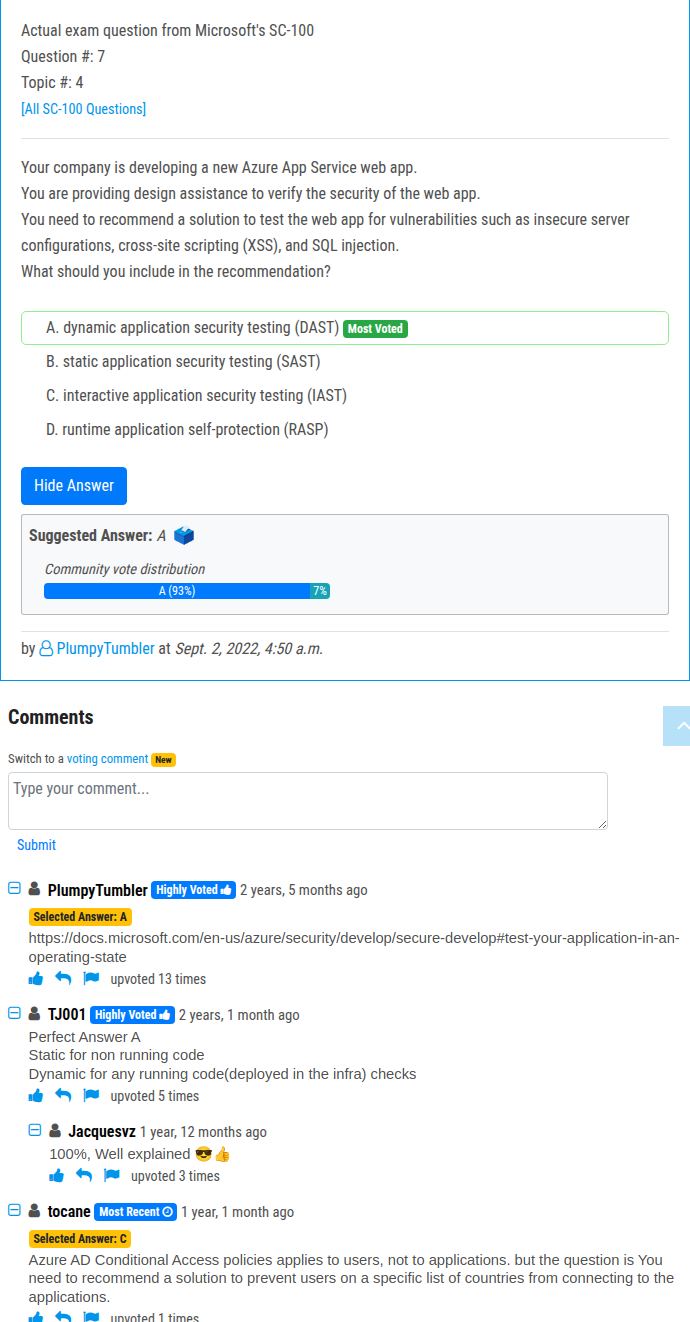 Actual exam question from Microsoft's SC-100
Question #: 7
Topic #: 4
[All SC-100 Questions]
Your company is developing a new Azure App Service web app.
You are providing design assistance to verify the security of the web app.
You need to recommend a solution to test the web app for vulnerabilities such as insecure server
configurations, cross-site scripting (XSS), and SQL injection.
What should you include in the recommendation?
A. dynamic application security testing (DAST) Most Voted
B. static application security testing (SAST)
C. interactive application security testing (IAST)
D. runtime application self-protection (RASP)
Hide Answer
Suggested Answer: A
Community vote distribution
A (93%) 7%
by PlumpyTumbler at Sept. 2, 2022, 4:50 a.m.
Comments
Switch to a voting comment New
Type your comment...
Submit
PlumpyTumbler Highly Voted 2 years, 5 months ago
Selected Answer: A
https://docs.microsoft.com/en-us/azure/security/develop/secure-develop#test-your-application-in-an-
operating-state
upvoted 13 times
TJ001 Highly Voted 2 years, 1 month ago
Perfect Answer A
Static for non running code
Dynamic for any running code(deployed in the infra) checks
upvoted 5 times
Jacquesvz 1 year, 12 months ago
100%, Well explained 😎👍
upvoted 3 times
tocane Most Recent 1 year, 1 month ago
Selected Answer: C
Azure AD Conditional Access policies applies to users, not to applications. but the question is You
need to recommend a solution to prevent users on a specific list of countries from connecting to the
applications.
upvoted 1 times